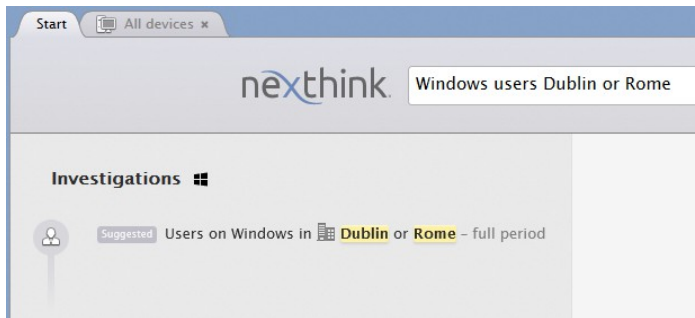 Start
All devices ×
nexthink.
Windows users Dublin or Rome
Investigations
Suggested Users on Windows in Dublin or Rome – full period